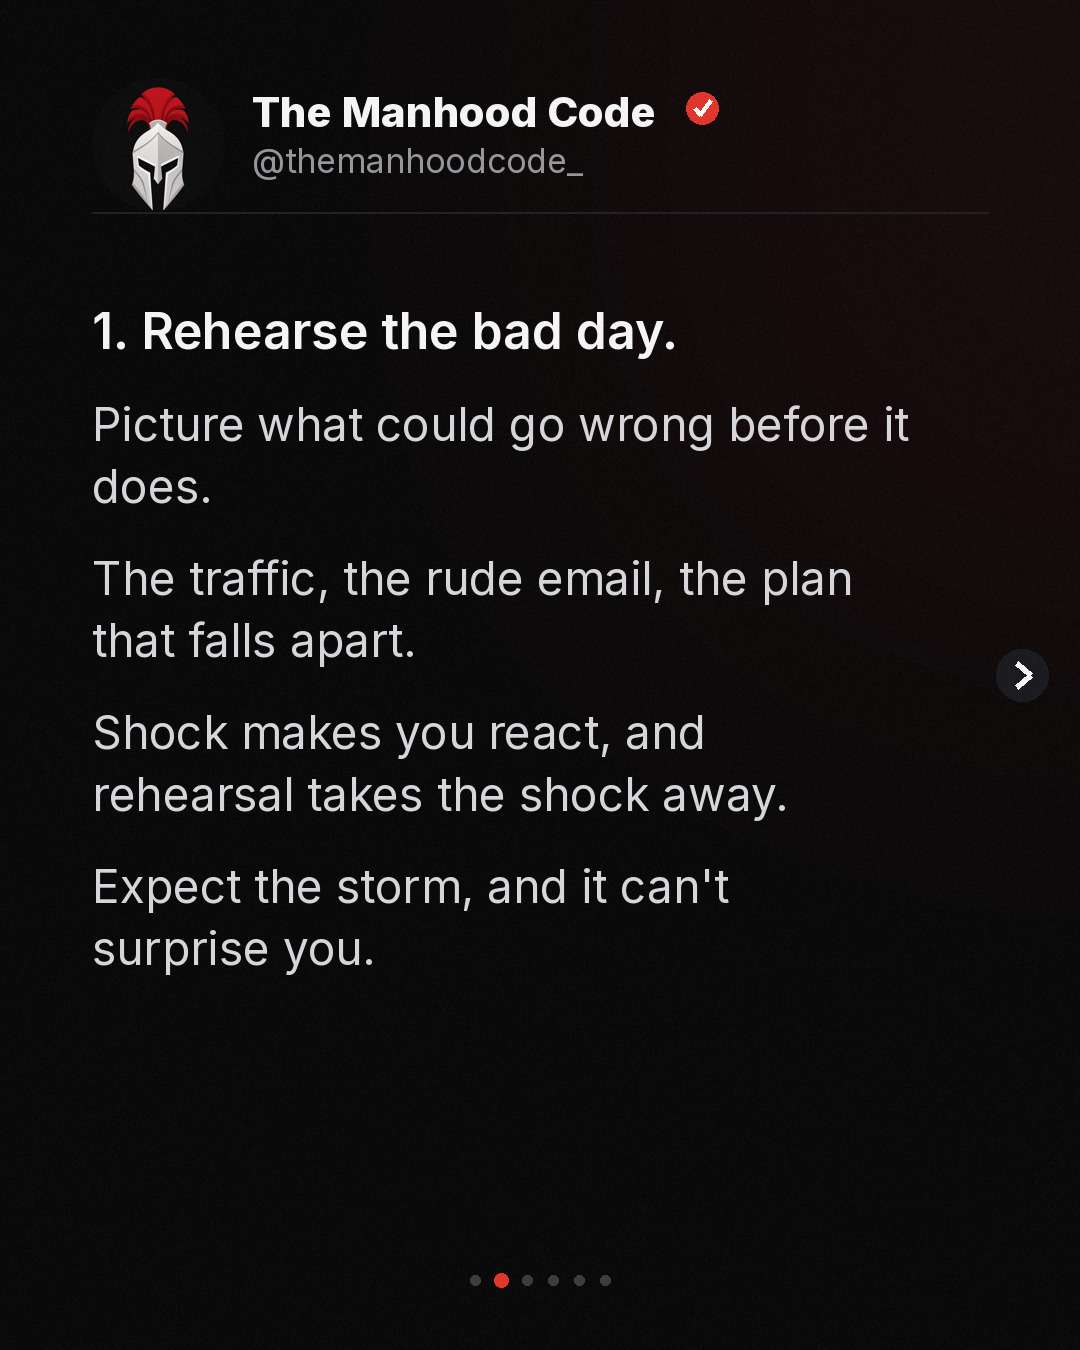 The Manhood Code
@themanhoodcode_
1. Rehearse the bad day.
Picture what could go wrong before it
does.
The traffic, the rude email, the plan
that falls apart.
Shock makes you react, and
rehearsal takes the shock away.
Expect the storm, and it can't
surprise you.